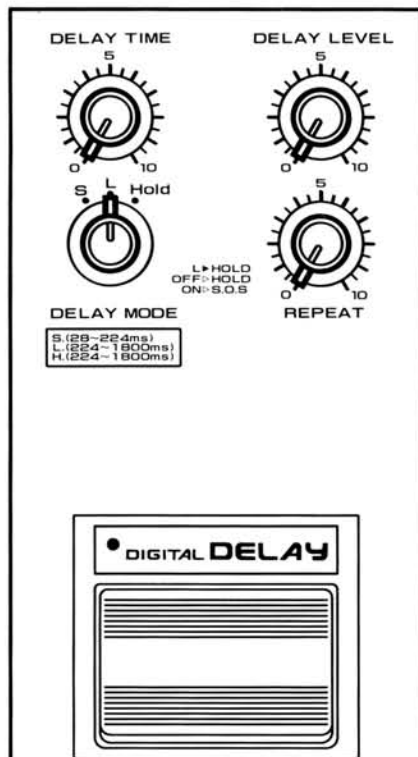 DELAY TIME
5
0
10
DELAY LEVEL
5
0
10
S L Hold
DELAY MODE
S.(28~224ms)
L.(224~1800ms)
H.(224~1800ms)
L▶HOLD
OFF▷HOLD
ON▷S.O.S
5
0
10
REPEAT
DIGITAL DELAY